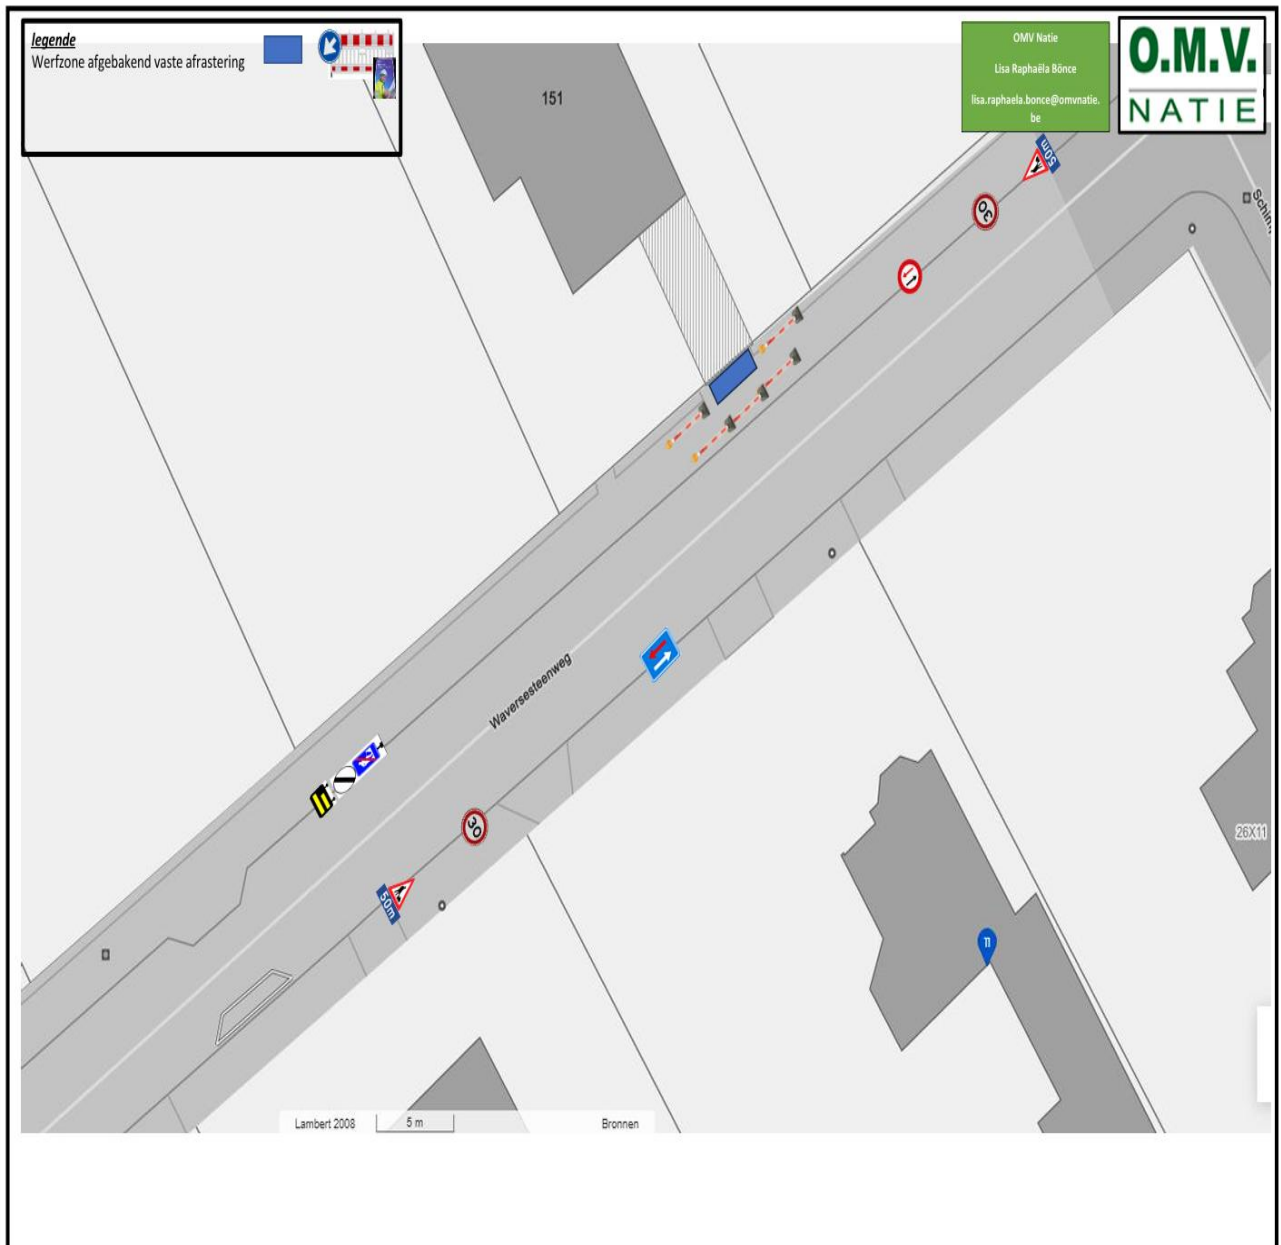 legende
Werfzone afgebakend vaste afrastering
OMV Natie
Lisa Raphaëla Bönce
lisa.raphaela.bonce@omvnatie.
be
O.M.V.
NATIE
151
50m
30
Waversesteenweg
30
50m
26X11
11
Lambert 2008
5 m
Bronnen